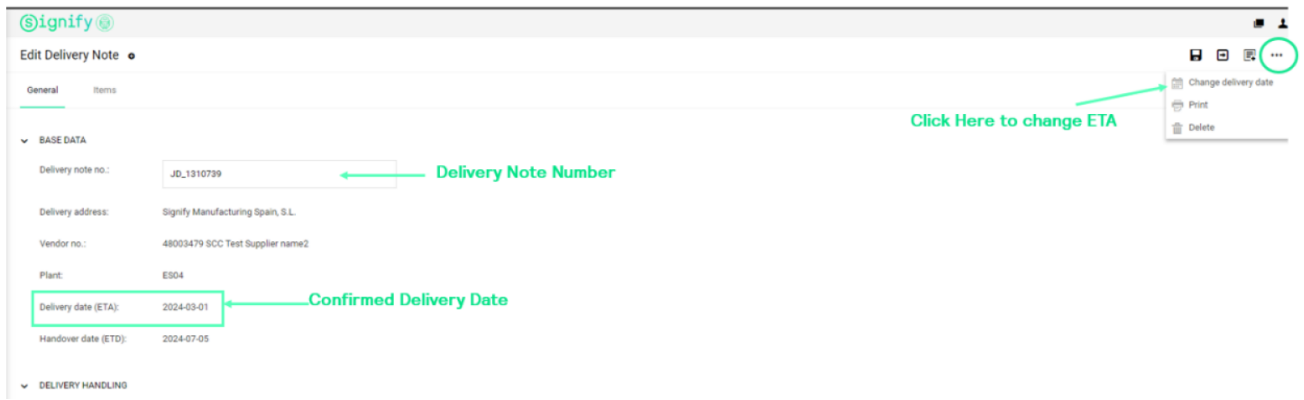 Signify
Edit Delivery Note
General Items
Change delivery date
Print
Delete
Click Here to change ETA
BASE DATA
Delivery note no.: JD_1310739
Delivery Note Number
Delivery address: Signify Manufacturing Spain, S.L.
Vendor no.: 48003479 SCC Test Supplier name2
Plant: ES04
Delivery date (ETA): 2024-03-01
Confirmed Delivery Date
Handover date (ETD): 2024-07-05
DELIVERY HANDLING